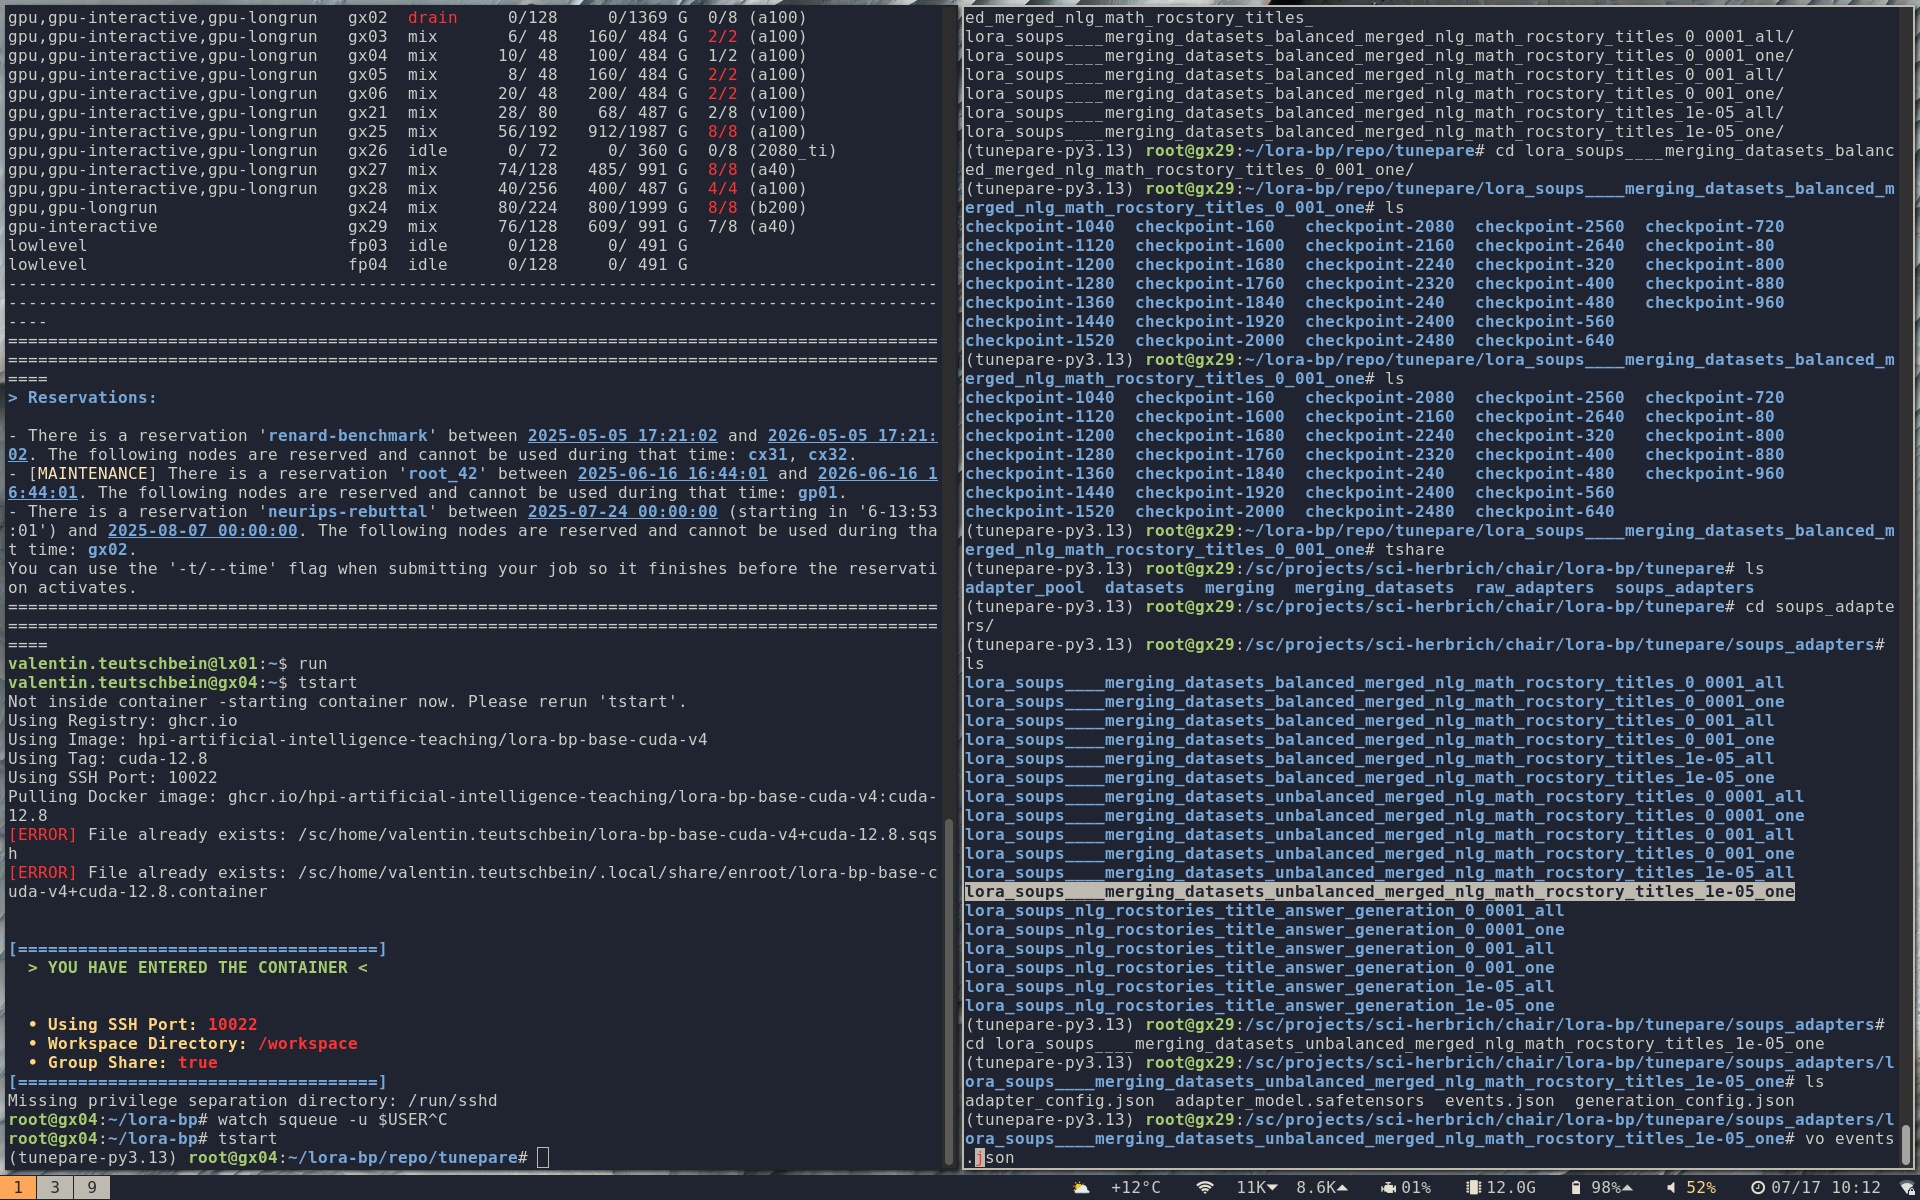 gpu,gpu-interactive,gpu-longrun   gx02  drain     0/128     0/1369 G  0/8 (a100)
gpu,gpu-interactive,gpu-longrun   gx03  mix       6/ 48   160/ 484 G  2/2 (a100)
gpu,gpu-interactive,gpu-longrun   gx04  mix      10/ 48   100/ 484 G  1/2 (a100)
gpu,gpu-interactive,gpu-longrun   gx05  mix       8/ 48   160/ 484 G  2/2 (a100)
gpu,gpu-interactive,gpu-longrun   gx06  mix      20/ 48   200/ 484 G  2/2 (a100)
gpu,gpu-interactive,gpu-longrun   gx21  mix      28/ 80    68/ 487 G  2/8 (v100)
gpu,gpu-interactive,gpu-longrun   gx25  mix      56/192   912/1987 G  8/8 (a100)
gpu,gpu-interactive,gpu-longrun   gx26  idle      0/ 72     0/ 360 G  0/8 (2080_ti)
gpu,gpu-interactive,gpu-longrun   gx27  mix      74/128   485/ 991 G  8/8 (a40)
gpu,gpu-interactive,gpu-longrun   gx28  mix      40/256   400/ 487 G  4/4 (a100)
gpu,gpu-longrun                   gx24  mix      80/224   800/1999 G  8/8 (b200)
gpu-interactive                   gx29  mix      76/128   609/ 991 G  7/8 (a40)
lowlevel                          fp03  idle      0/128     0/ 491 G
lowlevel                          fp04  idle      0/128     0/ 491 G
---------------------------------------------------------------------------------------------
---------------------------------------------------------------------------------------------
----
=============================================================================================
=============================================================================================
====
> Reservations:
- There is a reservation 'renard-benchmark' between 2025-05-05 17:21:02 and 2026-05-05 17:21:
02. The following nodes are reserved and cannot be used during that time: cx31, cx32.
- [MAINTENANCE] There is a reservation 'root_42' between 2025-06-16 16:44:01 and 2026-06-16 1
6:44:01. The following nodes are reserved and cannot be used during that time: gp01.
- There is a reservation 'neurips-rebuttal' between 2025-07-24 00:00:00 (starting in '6-13:53
:01') and 2025-08-07 00:00:00. The following nodes are reserved and cannot be used during tha
t time: gx02.
You can use the '-t/--time' flag when submitting your job so it finishes before the reservati
on activates.
=============================================================================================
=============================================================================================
====
valentin.teutschbein@lx01:~$ run
valentin.teutschbein@gx04:~$ tstart
Not inside container -starting container now. Please rerun 'tstart'.
Using Registry: ghcr.io
Using Image: hpi-artificial-intelligence-teaching/lora-bp-base-cuda-v4
Using Tag: cuda-12.8
Using SSH Port: 10022
Pulling Docker image: ghcr.io/hpi-artificial-intelligence-teaching/lora-bp-base-cuda-v4:cuda-
12.8
[ERROR] File already exists: /sc/home/valentin.teutschbein/lora-bp-base-cuda-v4+cuda-12.8.sqs
h
[ERROR] File already exists: /sc/home/valentin.teutschbein/.local/share/enroot/lora-bp-base-c
uda-v4+cuda-12.8.container
[====================================]
> YOU HAVE ENTERED THE CONTAINER <
• Using SSH Port: 10022
• Workspace Directory: /workspace
• Group Share: true
[====================================]
Missing privilege separation directory: /run/sshd
root@gx04:~/lora-bp# watch squeue -u $USER^C
root@gx04:~/lora-bp# tstart
(tunepare-py3.13) root@gx04:~/lora-bp/repo/tunepare#
ed_merged_nlg_math_rocstory_titles_
lora_soups____merging_datasets_balanced_merged_nlg_math_rocstory_titles_0_0001_all/
lora_soups____merging_datasets_balanced_merged_nlg_math_rocstory_titles_0_0001_one/
lora_soups____merging_datasets_balanced_merged_nlg_math_rocstory_titles_0_001_all/
lora_soups____merging_datasets_balanced_merged_nlg_math_rocstory_titles_0_001_one/
lora_soups____merging_datasets_balanced_merged_nlg_math_rocstory_titles_1e-05_all/
lora_soups____merging_datasets_balanced_merged_nlg_math_rocstory_titles_1e-05_one/
(tunepare-py3.13) root@gx29:~/lora-bp/repo/tunepare# cd lora_soups____merging_datasets_balanc
ed_merged_nlg_math_rocstory_titles_0_001_one/
(tunepare-py3.13) root@gx29:~/lora-bp/repo/tunepare/lora_soups____merging_datasets_balanced_m
erged_nlg_math_rocstory_titles_0_001_one# ls
checkpoint-1040  checkpoint-160   checkpoint-2080  checkpoint-2560  checkpoint-720
checkpoint-1120  checkpoint-1600  checkpoint-2160  checkpoint-2640  checkpoint-80
checkpoint-1200  checkpoint-1680  checkpoint-2240  checkpoint-320   checkpoint-800
checkpoint-1280  checkpoint-1760  checkpoint-2320  checkpoint-400   checkpoint-880
checkpoint-1360  checkpoint-1840  checkpoint-240   checkpoint-480   checkpoint-960
checkpoint-1440  checkpoint-1920  checkpoint-2400  checkpoint-560
checkpoint-1520  checkpoint-2000  checkpoint-2480  checkpoint-640
(tunepare-py3.13) root@gx29:~/lora-bp/repo/tunepare/lora_soups____merging_datasets_balanced_m
erged_nlg_math_rocstory_titles_0_001_one# ls
checkpoint-1040  checkpoint-160   checkpoint-2080  checkpoint-2560  checkpoint-720
checkpoint-1120  checkpoint-1600  checkpoint-2160  checkpoint-2640  checkpoint-80
checkpoint-1200  checkpoint-1680  checkpoint-2240  checkpoint-320   checkpoint-800
checkpoint-1280  checkpoint-1760  checkpoint-2320  checkpoint-400   checkpoint-880
checkpoint-1360  checkpoint-1840  checkpoint-240   checkpoint-480   checkpoint-960
checkpoint-1440  checkpoint-1920  checkpoint-2400  checkpoint-560
checkpoint-1520  checkpoint-2000  checkpoint-2480  checkpoint-640
(tunepare-py3.13) root@gx29:~/lora-bp/repo/tunepare/lora_soups____merging_datasets_balanced_m
erged_nlg_math_rocstory_titles_0_001_one# tshare
(tunepare-py3.13) root@gx29:/sc/projects/sci-herbrich/chair/lora-bp/tunepare# ls
adapter_pool  datasets  merging  merging_datasets  raw_adapters  soups_adapters
(tunepare-py3.13) root@gx29:/sc/projects/sci-herbrich/chair/lora-bp/tunepare# cd soups_adapte
rs/
(tunepare-py3.13) root@gx29:/sc/projects/sci-herbrich/chair/lora-bp/tunepare/soups_adapters#
ls
lora_soups____merging_datasets_balanced_merged_nlg_math_rocstory_titles_0_0001_all
lora_soups____merging_datasets_balanced_merged_nlg_math_rocstory_titles_0_0001_one
lora_soups____merging_datasets_balanced_merged_nlg_math_rocstory_titles_0_001_all
lora_soups____merging_datasets_balanced_merged_nlg_math_rocstory_titles_0_001_one
lora_soups____merging_datasets_balanced_merged_nlg_math_rocstory_titles_1e-05_all
lora_soups____merging_datasets_balanced_merged_nlg_math_rocstory_titles_1e-05_one
lora_soups____merging_datasets_unbalanced_merged_nlg_math_rocstory_titles_0_0001_all
lora_soups____merging_datasets_unbalanced_merged_nlg_math_rocstory_titles_0_0001_one
lora_soups____merging_datasets_unbalanced_merged_nlg_math_rocstory_titles_0_001_all
lora_soups____merging_datasets_unbalanced_merged_nlg_math_rocstory_titles_0_001_one
lora_soups____merging_datasets_unbalanced_merged_nlg_math_rocstory_titles_1e-05_all
lora_soups____merging_datasets_unbalanced_merged_nlg_math_rocstory_titles_1e-05_one
lora_soups_nlg_rocstories_title_answer_generation_0_0001_all
lora_soups_nlg_rocstories_title_answer_generation_0_0001_one
lora_soups_nlg_rocstories_title_answer_generation_0_001_all
lora_soups_nlg_rocstories_title_answer_generation_0_001_one
lora_soups_nlg_rocstories_title_answer_generation_1e-05_all
lora_soups_nlg_rocstories_title_answer_generation_1e-05_one
(tunepare-py3.13) root@gx29:/sc/projects/sci-herbrich/chair/lora-bp/tunepare/soups_adapters#
cd lora_soups____merging_datasets_unbalanced_merged_nlg_math_rocstory_titles_1e-05_one
(tunepare-py3.13) root@gx29:/sc/projects/sci-herbrich/chair/lora-bp/tunepare/soups_adapters/l
ora_soups____merging_datasets_unbalanced_merged_nlg_math_rocstory_titles_1e-05_one# ls
adapter_config.json  adapter_model.safetensors  events.json  generation_config.json
(tunepare-py3.13) root@gx29:/sc/projects/sci-herbrich/chair/lora-bp/tunepare/soups_adapters/l
ora_soups____merging_datasets_unbalanced_merged_nlg_math_rocstory_titles_1e-05_one# vo events
.json
1 3 9 +12°C 11K 8.6K 01% 12.0G 98% 52% 07/17 10:12